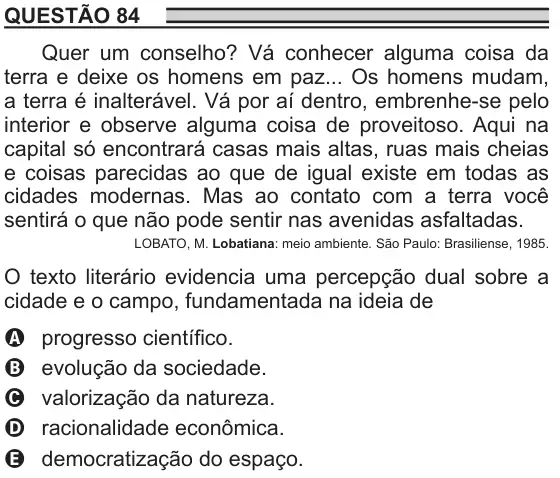 QUESTÃO 84
Quer um conselho? Vá conhecer alguma coisa da
terra e deixe os homens em paz... Os homens mudam,
a terra é inalterável. Vá por aí dentro, embrenhe-se pelo
interior e observe alguma coisa de proveitoso. Aqui na
capital só encontrará casas mais altas, ruas mais cheias
e coisas parecidas ao que de igual existe em todas as
cidades modernas. Mas ao contato com a terra você
sentirá o que não pode sentir nas avenidas asfaltadas.
LOBATO, M. Lobatiana: meio ambiente. São Paulo: Brasiliense, 1985.
O texto literário evidencia uma percepção dual sobre a
cidade e o campo, fundamentada na ideia de
A progresso científico.
B evolução da sociedade.
C valorização da natureza.
D racionalidade econômica.
E democratização do espaço.